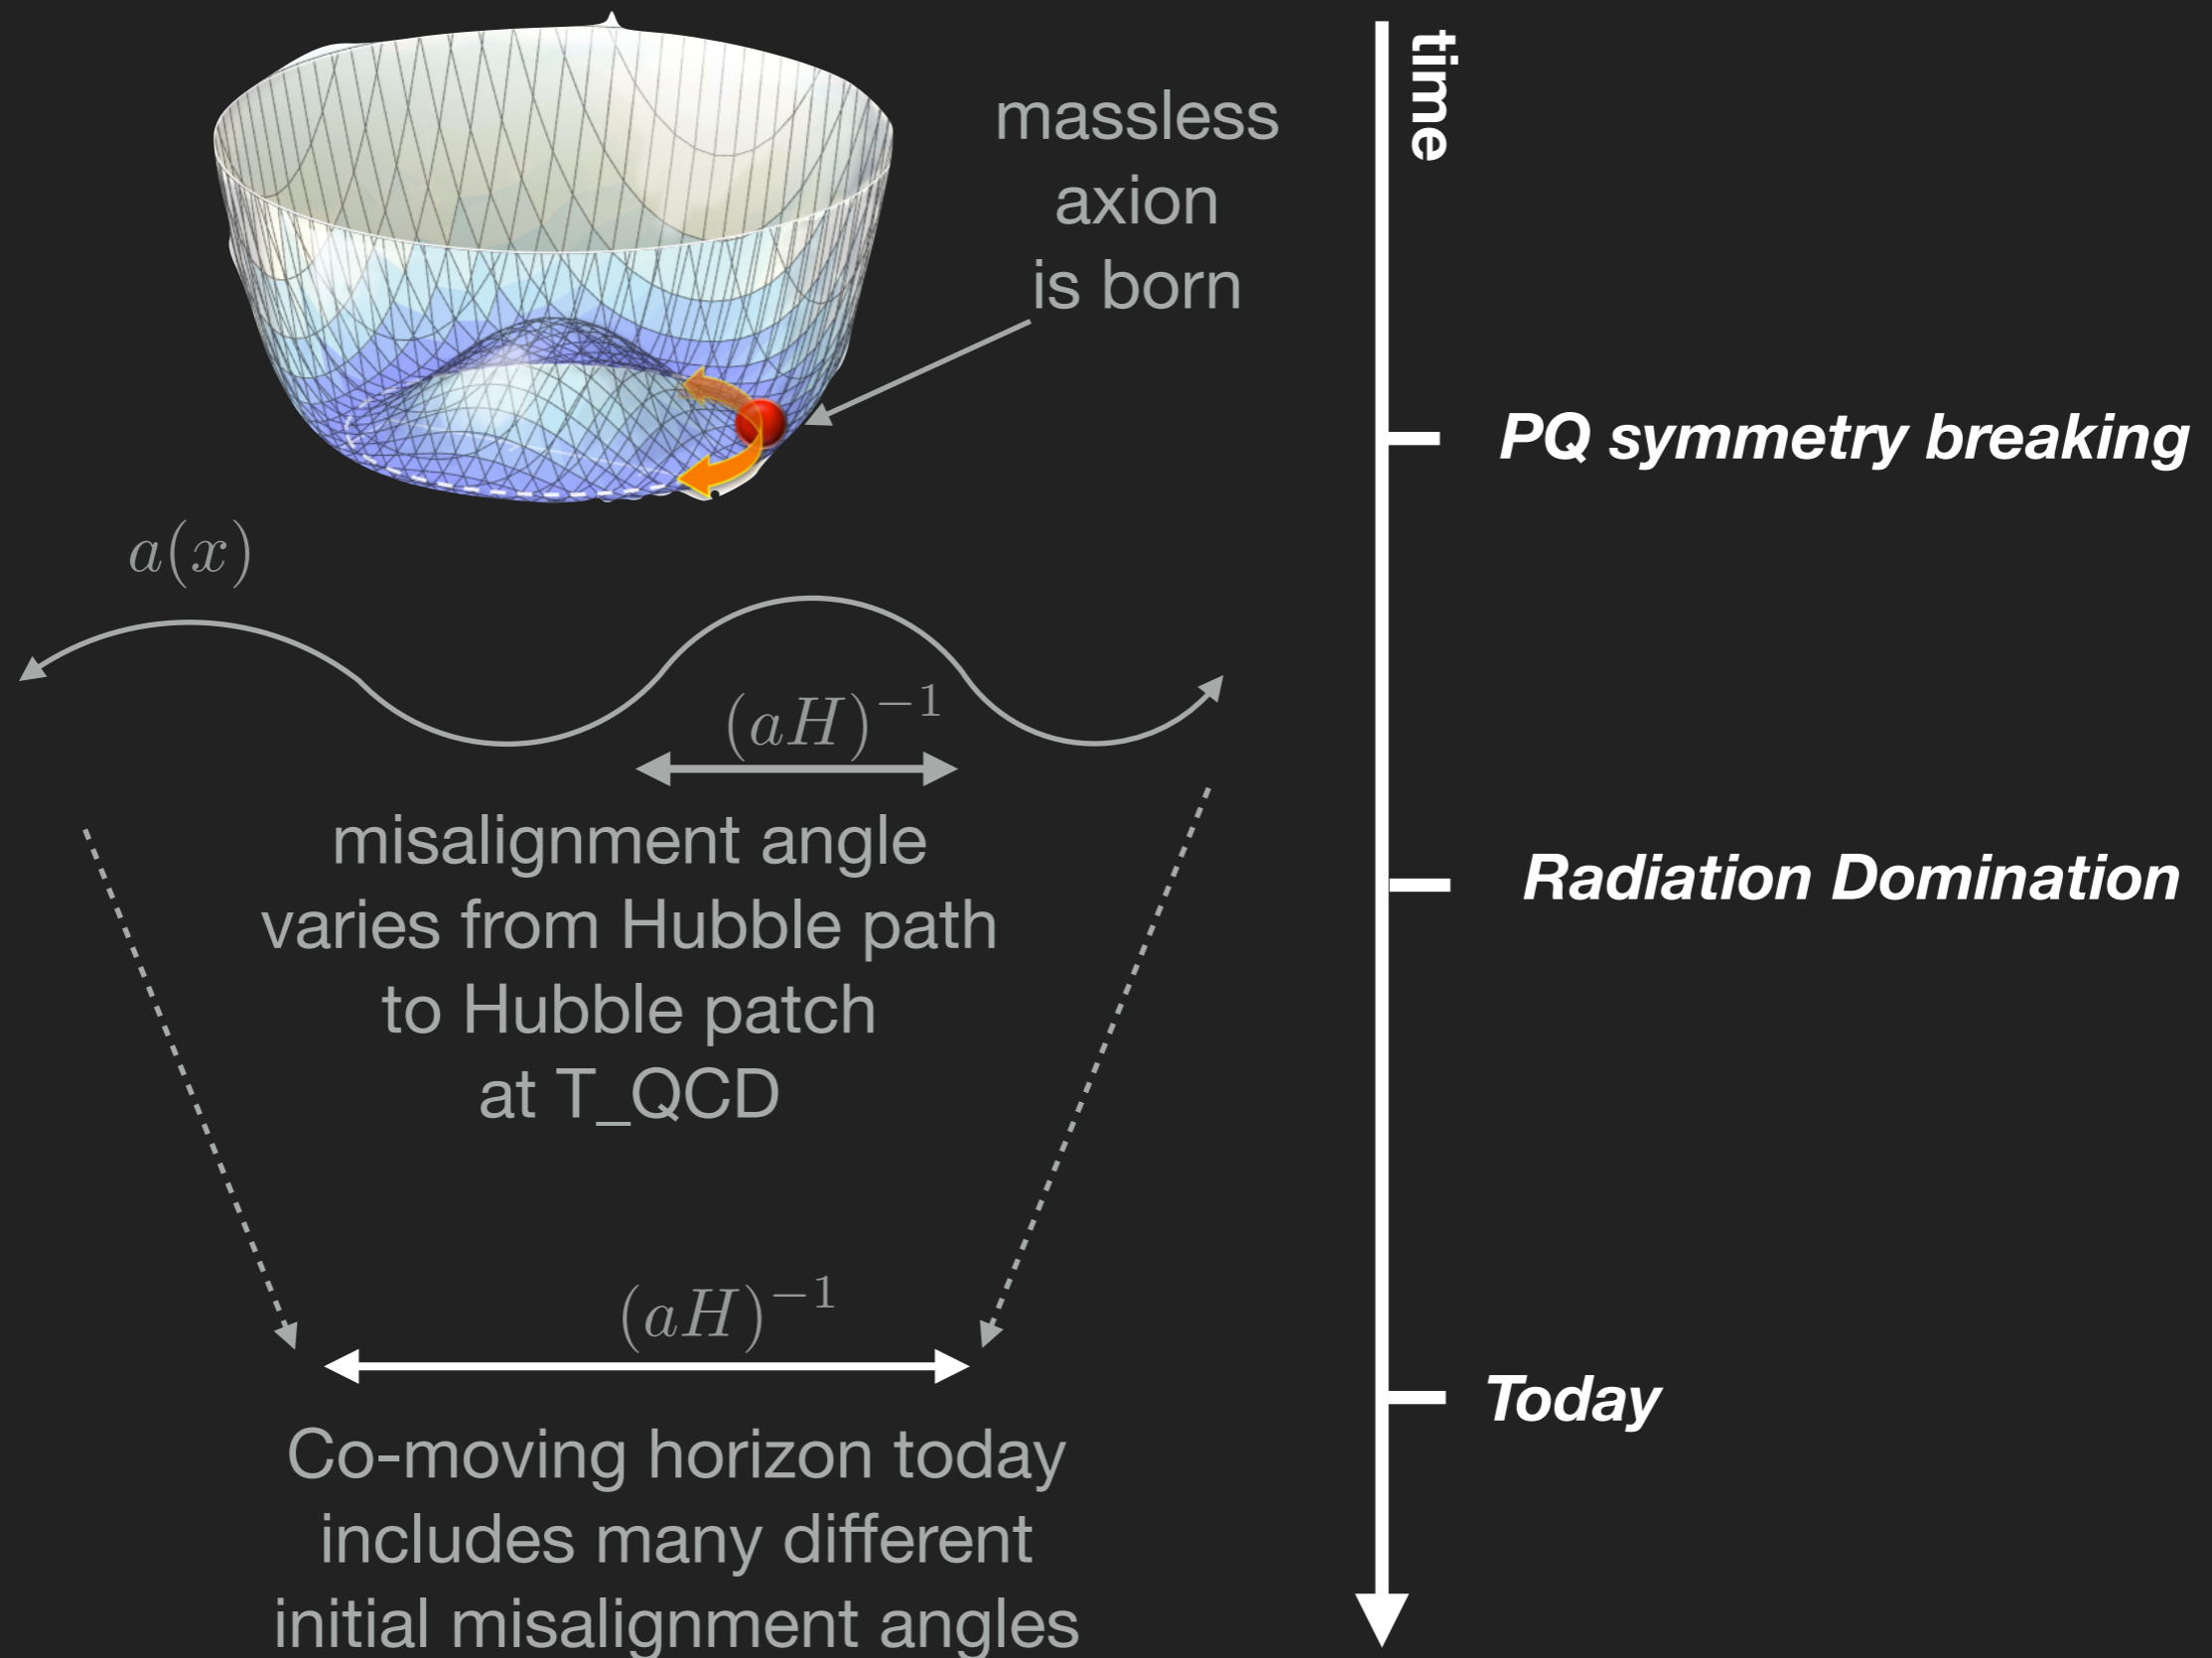 time
massless
axion
is born
PQ symmetry breaking
a(x)
(aH)⁻¹
misalignment angle
varies from Hubble path
to Hubble patch
at T_QCD
Radiation Domination
(aH)⁻¹
Today
Co-moving horizon today
includes many different
initial misalignment angles